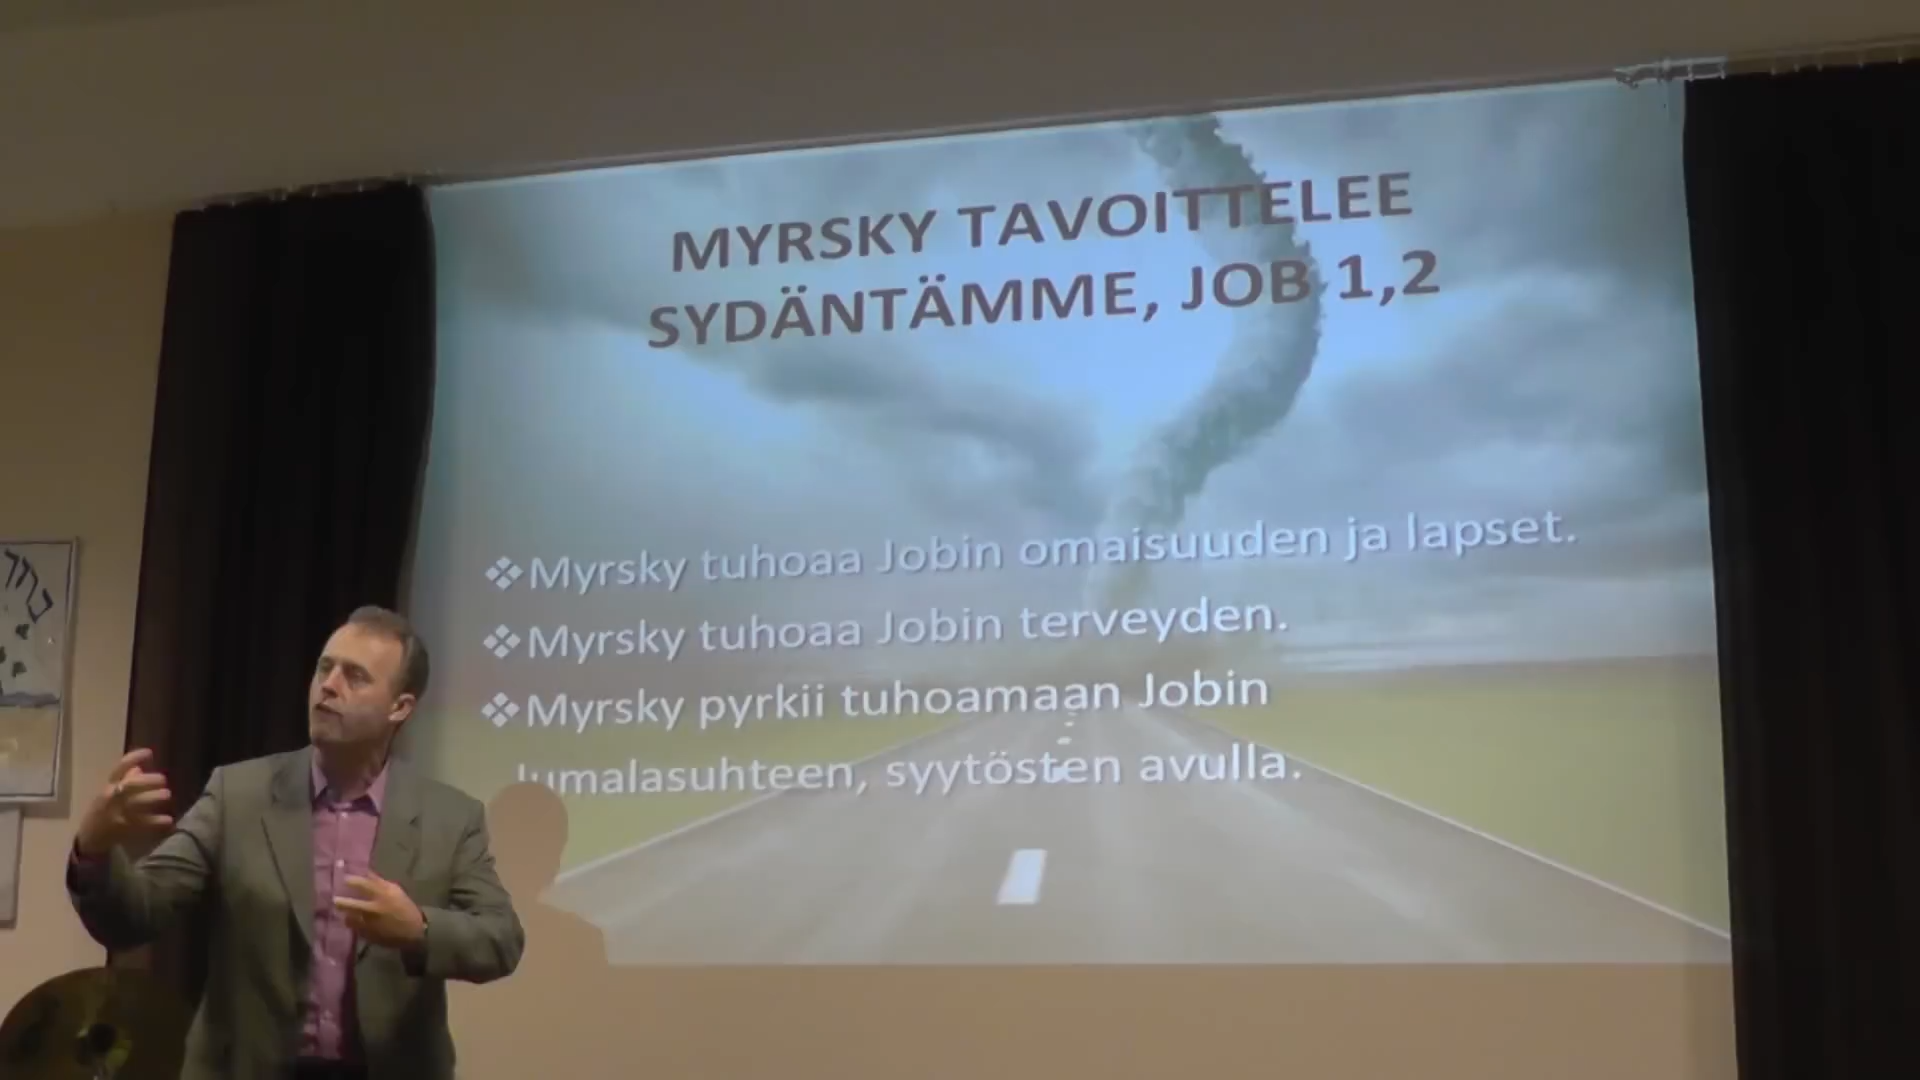 MYRSKY TAVOITTELEE
SYDÄNTÄMME, JOB 1,2
❖Myrsky tuhoaa Jobin omaisuuden ja lapset.
❖Myrsky tuhoaa Jobin terveyden.
❖Myrsky pyrkii tuhoamaan Jobin
Jumalasuhteen, syytösten avulla.